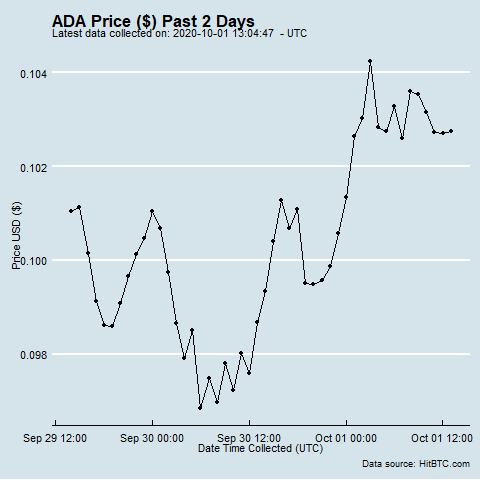 ADA Price ($) Past 2 Days
Latest data collected on: 2020-10-01 13:04:47 - UTC
0.104
0.102
0.100
0.098
Price USD ($)
Sep 29 12:00 Sep 30 00:00 Sep 30 12:00 Oct 01 00:00 Oct 01 12:00
Date Time Collected (UTC)
Data source: HitBTC.com